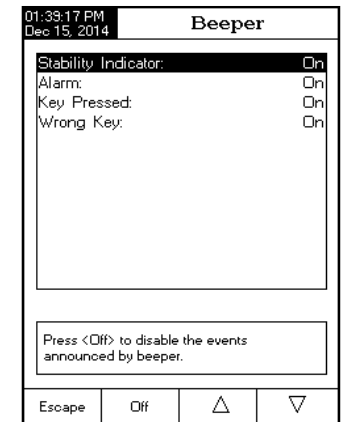 01:39:17 PM
Dec 15, 2014
Beeper
Stability Indicator: On
Alarm: On
Key Pressed: On
Wrong Key: On
Press <Off> to disable the events
announced by beeper.
Escape Off △ ▽